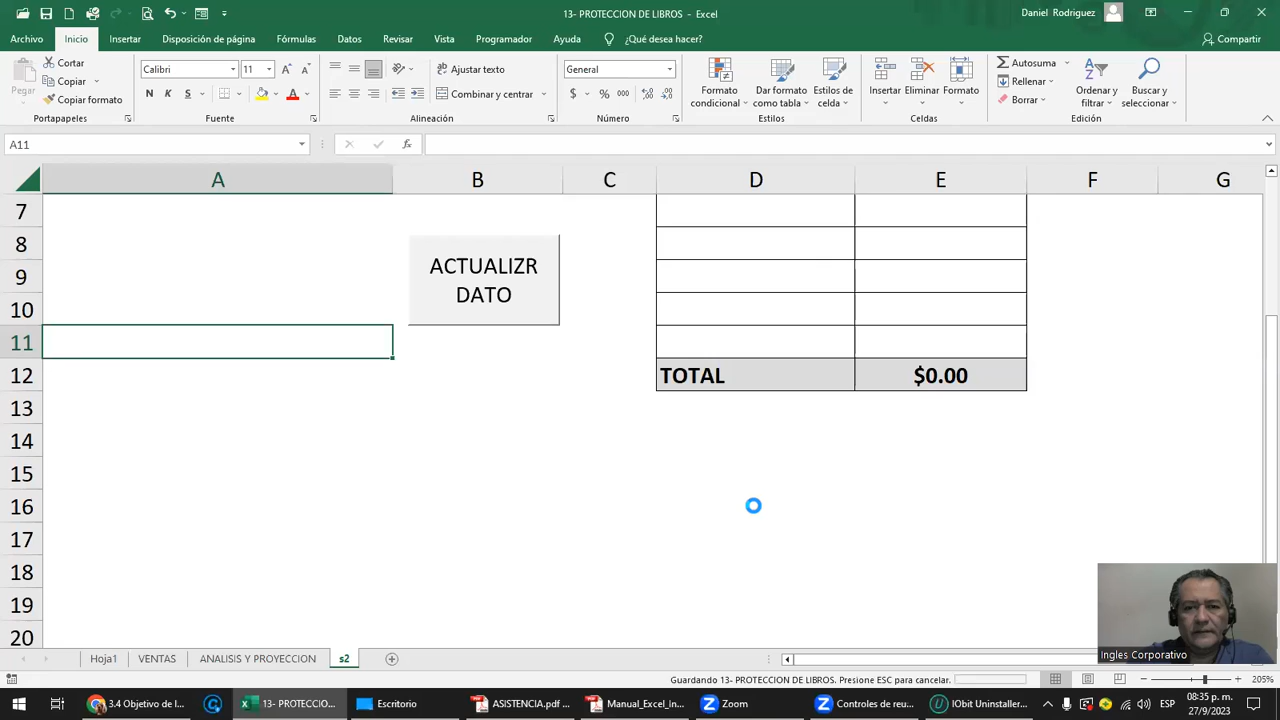 13- PROTECCION DE LIBROS - Excel
Daniel Rodriguez
Archivo Inicio Insertar Disposición de página Fórmulas Datos Revisar Vista Programador Ayuda ¿Qué desea hacer? Compartir
Pegar
Cortar
Copiar
Copiar formato
Portapapeles
Calibri 11
N K S
Fuente
Ajustar texto
Combinar y centrar
Alineación
General
$ % 000
Número
Formato condicional
Dar formato como tabla
Estilos de celda
Estilos
Insertar Eliminar Formato
Celdas
Autosuma
Rellenar
Borrar
Ordenar y filtrar
Buscar y seleccionar
Edición
A11 fx
A B C D E F G
7
8
ACTUALIZR
9
DATO
10
11
12 TOTAL $0.00
13
14
15
16
17
18
19
20
Ingles Corporativo
Hoja1 VENTAS ANALISIS Y PROYECCION s2
Guardando 13- PROTECCION DE LIBROS. Presione ESC para cancelar. 205%
3.4 Objetivo de l... 13- PROTECCIO... Escritorio ASISTENCIA.pdf ... Manual_Excel_In... Zoom Controles de reu... IObit Uninstaller... ESP
08:35 p. m.
27/9/2023